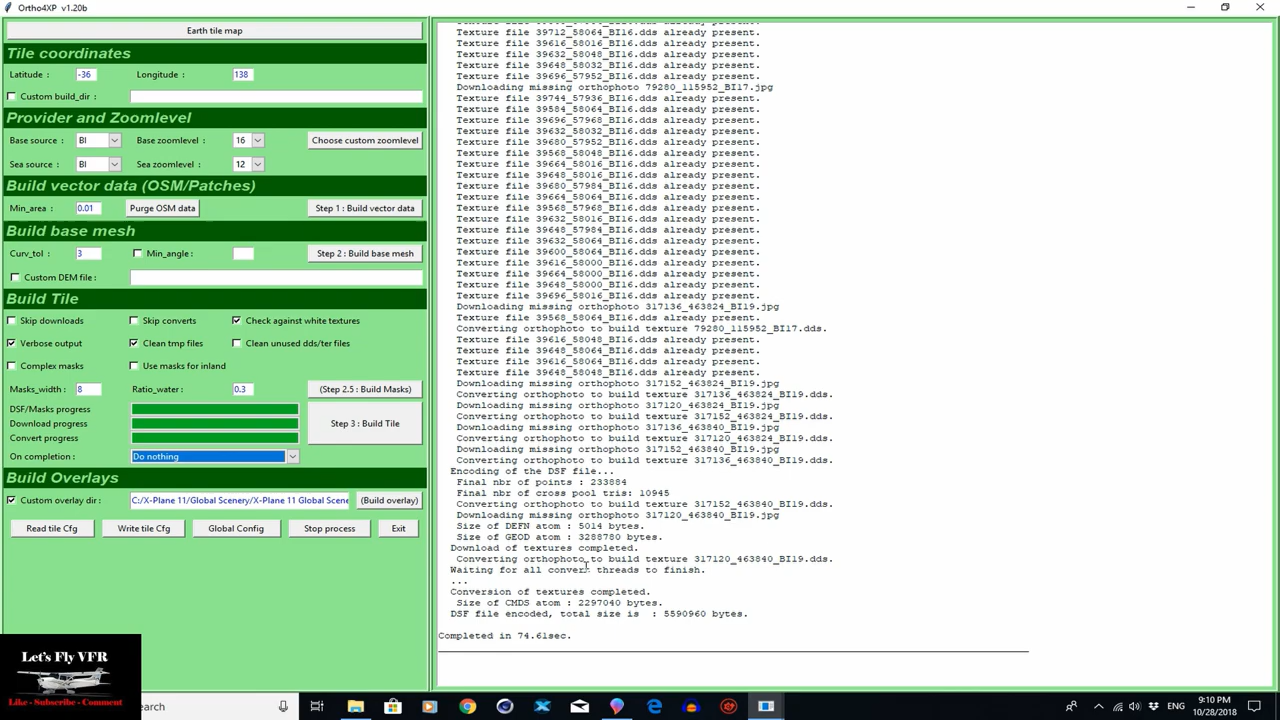 Ortho4XP v1.20b
Earth tile map
Tile coordinates
Latitude : -36 Longitude : 138
Custom build_dir :
Provider and Zoomlevel
Base source : BI Base zoomlevel : 16 Choose custom zoomlevel
Sea source : BI Sea zoomlevel : 12
Build vector data (OSM/Patches)
Min_area : 0.01 Purge OSM data Step 1 : Build vector data
Build base mesh
Curv_tol : 3 Min_angle : Step 2 : Build base mesh
Custom DEM file :
Build Tile
Skip downloads Skip converts Check against white textures
Verbose output Clean tmp files Clean unused dds/ter files
Complex masks Use masks for inland
Masks_width : 8 Ratio_water : 0.3 (Step 2.5 : Build Masks)
DSF/Masks progress
Download progress Step 3 : Build Tile
Convert progress
On completion : Do nothing
Build Overlays
Custom overlay dir : C:/X-Plane 11/Global Scenery/X-Plane 11 Global Scene (Build overlay)
Read tile Cfg Write tile Cfg Global Config Stop process Exit
Texture file 39712_58064_BI16.dds already present.
Texture file 39616_58016_BI16.dds already present.
Texture file 39632_58048_BI16.dds already present.
Texture file 39648_58032_BI16.dds already present.
Texture file 39696_57952_BI16.dds already present.
Downloading missing orthophoto 79280_115952_BI17.jpg
Texture file 39744_57936_BI16.dds already present.
Texture file 39584_58064_BI16.dds already present.
Texture file 39696_57968_BI16.dds already present.
Texture file 39632_58032_BI16.dds already present.
Texture file 39680_57952_BI16.dds already present.
Texture file 39568_58048_BI16.dds already present.
Texture file 39664_58016_BI16.dds already present.
Texture file 39648_58016_BI16.dds already present.
Texture file 39680_57984_BI16.dds already present.
Texture file 39664_58064_BI16.dds already present.
Texture file 39568_57968_BI16.dds already present.
Texture file 39632_58016_BI16.dds already present.
Texture file 39648_57984_BI16.dds already present.
Texture file 39632_58064_BI16.dds already present.
Texture file 39600_58064_BI16.dds already present.
Texture file 39616_58000_BI16.dds already present.
Texture file 39664_58000_BI16.dds already present.
Texture file 39648_58000_BI16.dds already present.
Texture file 39696_58016_BI16.dds already present.
Downloading missing orthophoto 317136_463824_BI19.jpg
Texture file 39568_58064_BI16.dds already present.
Converting orthophoto to build texture 79280_115952_BI17.dds.
Texture file 39616_58048_BI16.dds already present.
Texture file 39648_58064_BI16.dds already present.
Texture file 39648_58048_BI16.dds already present.
Downloading missing orthophoto 317152_463824_BI19.jpg
Converting orthophoto to build texture 317136_463824_BI19.dds.
Downloading missing orthophoto 317120_463824_BI19.jpg
Converting orthophoto to build texture 317152_463824_BI19.dds.
Downloading missing orthophoto 317136_463840_BI19.jpg
Converting orthophoto to build texture 317120_463824_BI19.dds.
Downloading missing orthophoto 317152_463840_BI19.jpg
Converting orthophoto to build texture 317136_463840_BI19.dds.
Encoding of the DSF file...
Final nbr of points : 233884
Final nbr of cross pool tris: 10945
Converting orthophoto to build texture 317152_463840_BI19.dds.
Downloading missing orthophoto 317120_463840_BI19.jpg
Size of DEFN atom : 5014 bytes.
Size of GEOD atom : 3288780 bytes.
Download of textures completed.
Converting orthophoto to build texture 317120_463840_BI19.dds.
Waiting for all convert threads to finish.
...
Conversion of textures completed.
Size of CMDS atom : 2297040 bytes.
DSF file encoded, total size is : 5590960 bytes.
Completed in 74.61sec.
Let's Fly VFR
Like - Subscribe - Comment
search
9:10 PM
10/28/2018